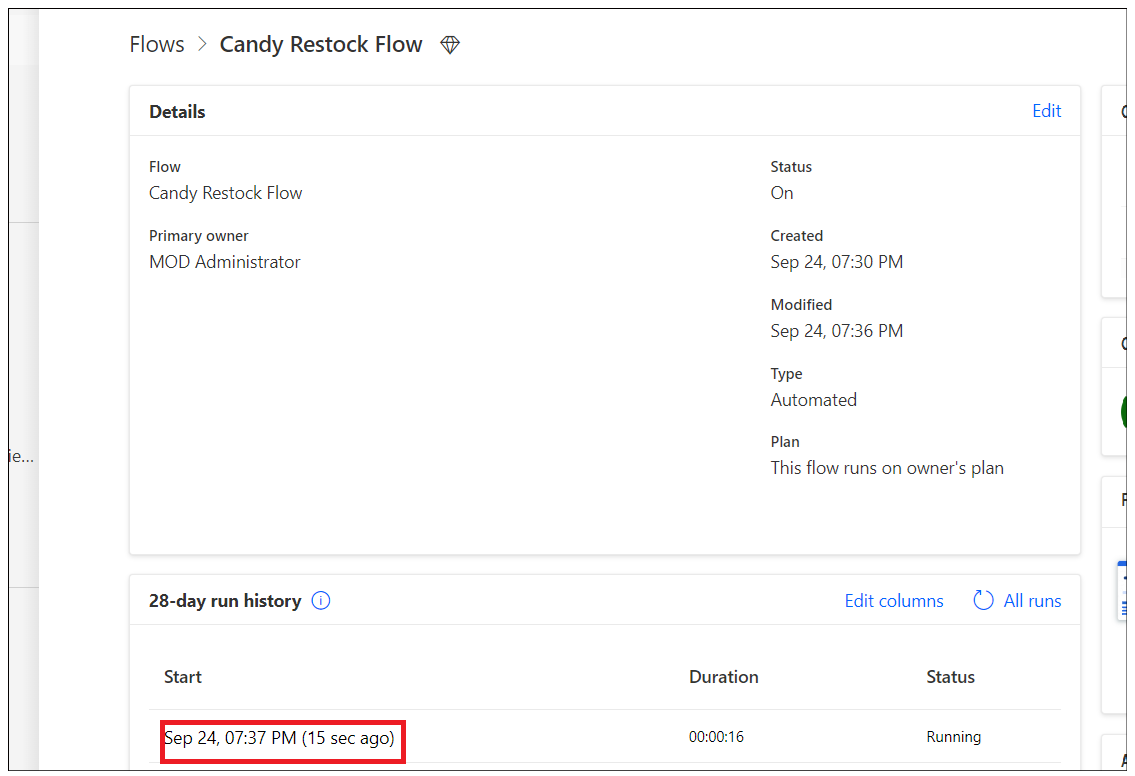 Flows > Candy Restock Flow
Details
Edit
Flow
Candy Restock Flow
Primary owner
MOD Administrator
Status
On
Created
Sep 24, 07:30 PM
Modified
Sep 24, 07:36 PM
Type
Automated
Plan
This flow runs on owner's plan
ie...
28-day run history
Edit columns
All runs
Start Duration Status
Sep 24, 07:37 PM (15 sec ago) 00:00:16 Running